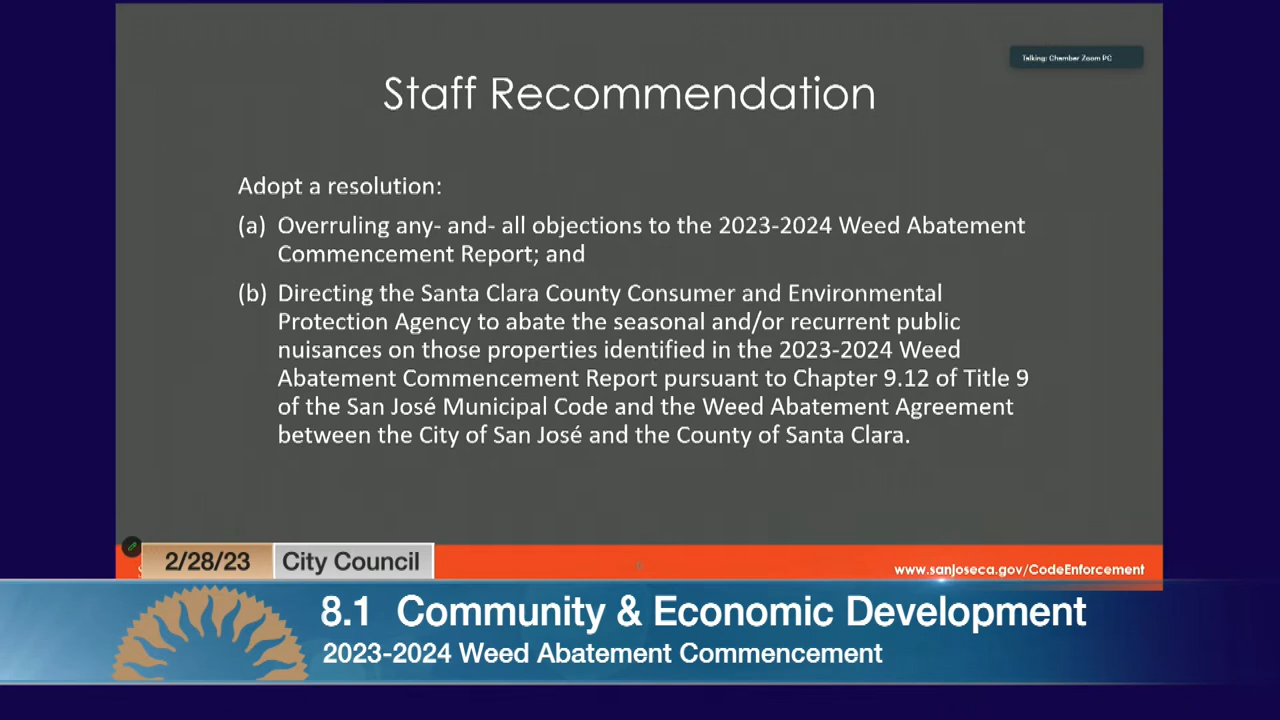 Talking: Chamber Zoom PC
Staff Recommendation
Adopt a resolution:
(a) Overruling any- and- all objections to the 2023-2024 Weed Abatement
Commencement Report; and
(b) Directing the Santa Clara County Consumer and Environmental
Protection Agency to abate the seasonal and/or recurrent public
nuisances on those properties identified in the 2023-2024 Weed
Abatement Commencement Report pursuant to Chapter 9.12 of Title 9
of the San José Municipal Code and the Weed Abatement Agreement
between the City of San José and the County of Santa Clara.
2/28/23 City Council
www.sanjoseca.gov/CodeEnforcement
8.1 Community & Economic Development
2023-2024 Weed Abatement Commencement